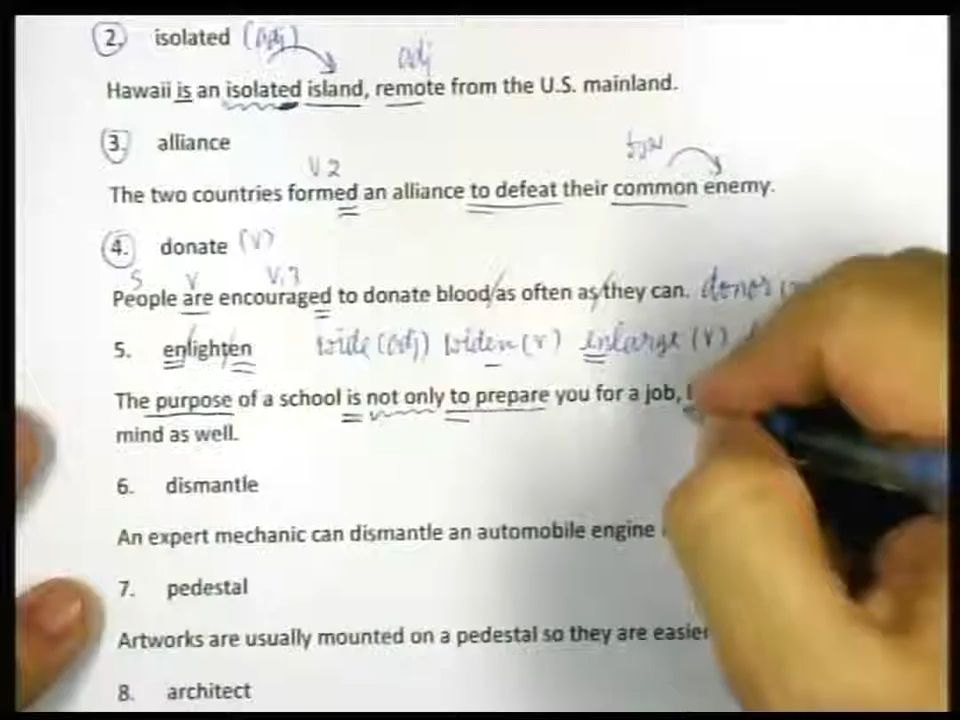 2. isolated (adj)
adj
Hawaii is an isolated island, remote from the U.S. mainland.
3. alliance
V2
The two countries formed an alliance to defeat their common enemy.
4. donate (V)
S V V.3
People are encouraged to donate blood/as often as/they can. donor
5. en/light/en wide (adj) widen (v) enlarge (V)
The purpose of a school is not only to prepare you for a job,
mind as well.
6. dismantle
An expert mechanic can dismantle an automobile engine
7. pedestal
Artworks are usually mounted on a pedestal so they are easier
8. architect